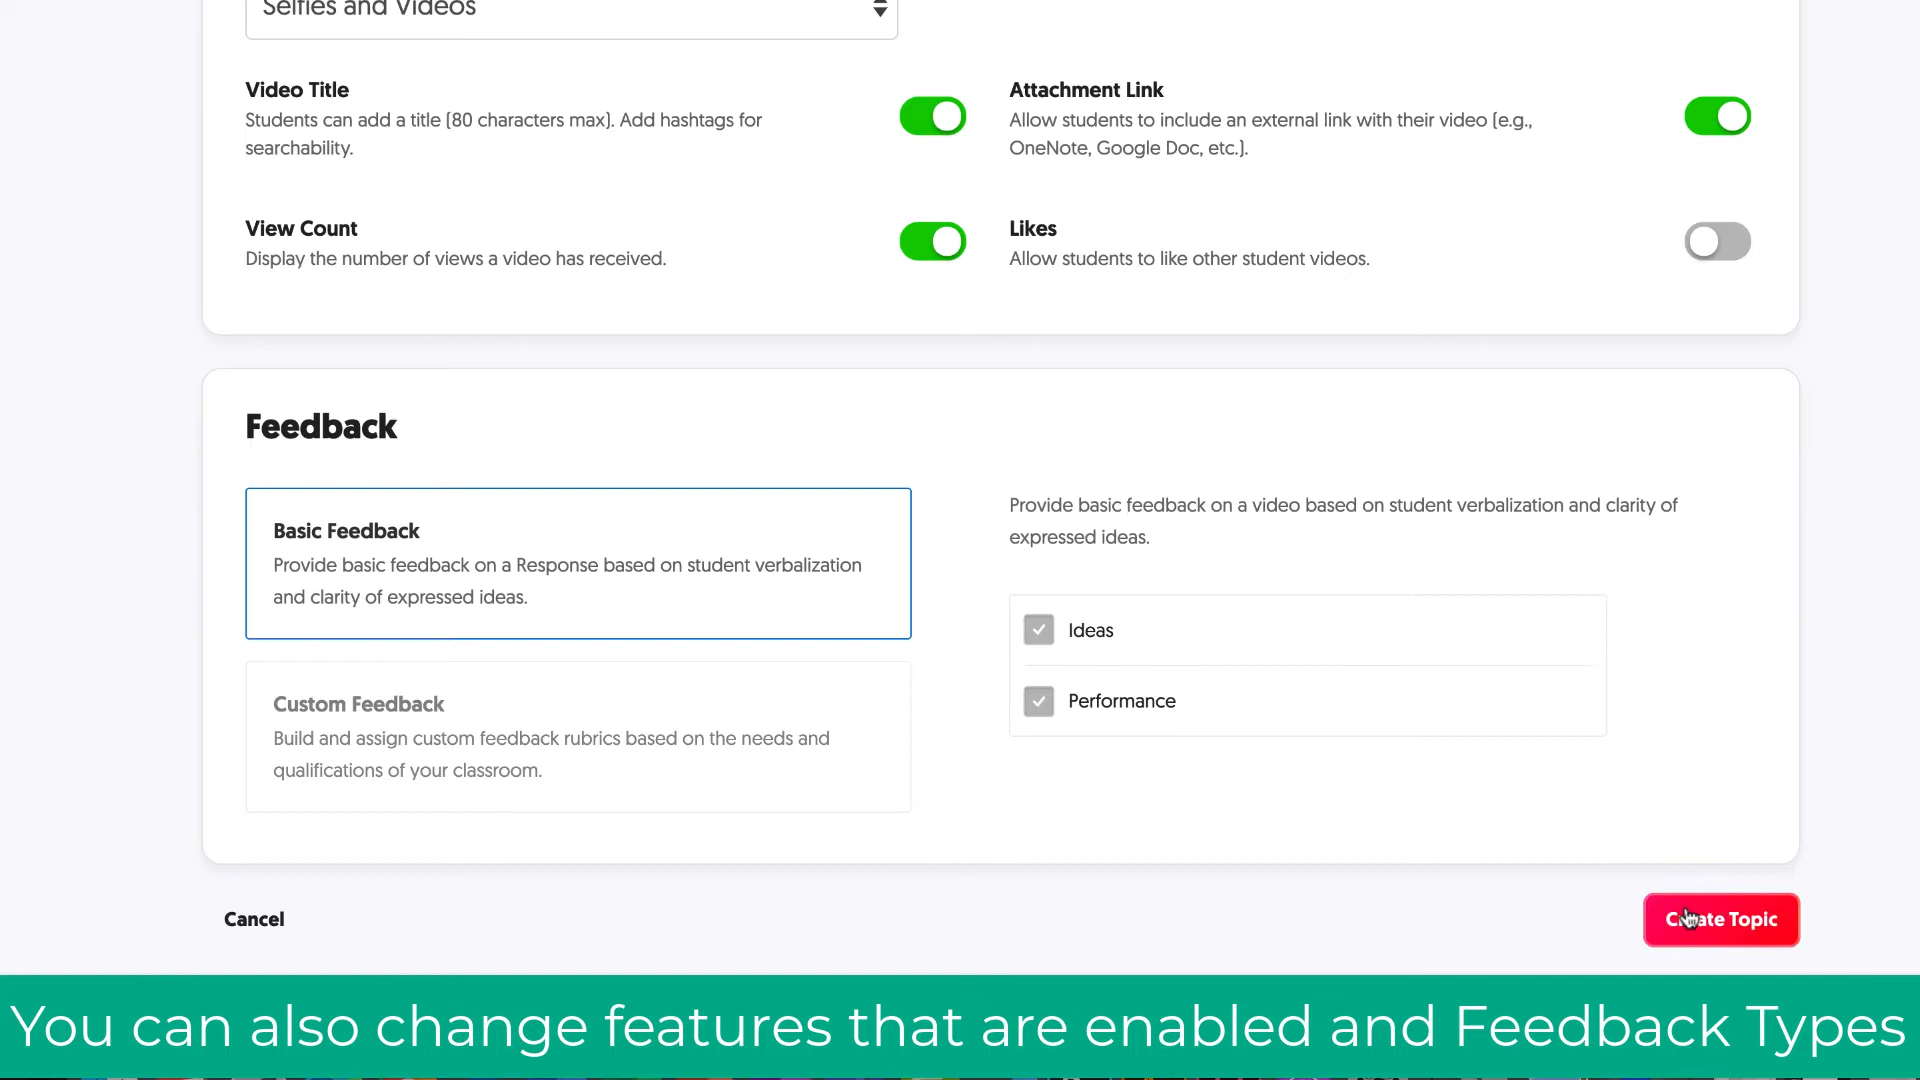 Selfies and Videos
Video Title
Students can add a title (80 characters max). Add hashtags for
searchability.
Attachment Link
Allow students to include an external link with their video (e.g.,
OneNote, Google Doc, etc.).
View Count
Display the number of views a video has received.
Likes
Allow students to like other student videos.
Feedback
Basic Feedback
Provide basic feedback on a Response based on student verbalization
and clarity of expressed ideas.
Custom Feedback
Build and assign custom feedback rubrics based on the needs and
qualifications of your classroom.
Provide basic feedback on a video based on student verbalization and clarity of
expressed ideas.
Ideas
Performance
Cancel
Create Topic
You can also change features that are enabled and Feedback Types